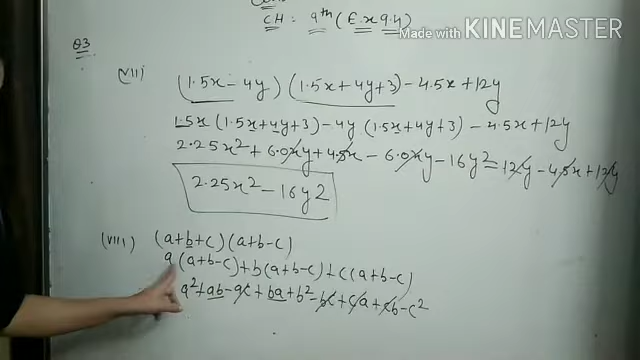 CH: 9th (E.x 9.4)
Made with KINEMASTER
Q3
(VII) (1.5x - 4y) (1.5x + 4y + 3) - 4.5x + 12y
1.5x (1.5x + 4y + 3) - 4y (1.5x + 4y + 3) - 4.5x + 12y
2.25x² + 6.0xy + 4.5x - 6.0xy - 16y² - 12y - 4.5x + 12y
2.25x² - 16y2
(VIII) (a+b+c) (a+b-c)
a(a+b-c) + b(a+b-c) + c(a+b-c)
a² + ab - ac + ba + b² - bc + ca + cb - c²